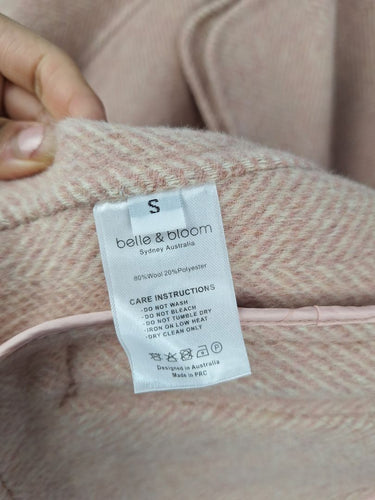 S
belle & bloom
Sydney Australia
80%Wool 20%Polyester
CARE INSTRUCTIONS
-DO NOT WASH
-DO NOT BLEACH
-DO NOT TUMBLE DRY
-IRON ON LOW HEAT
-DRY CLEAN ONLY
P
Designed in Australia
Made in PRC